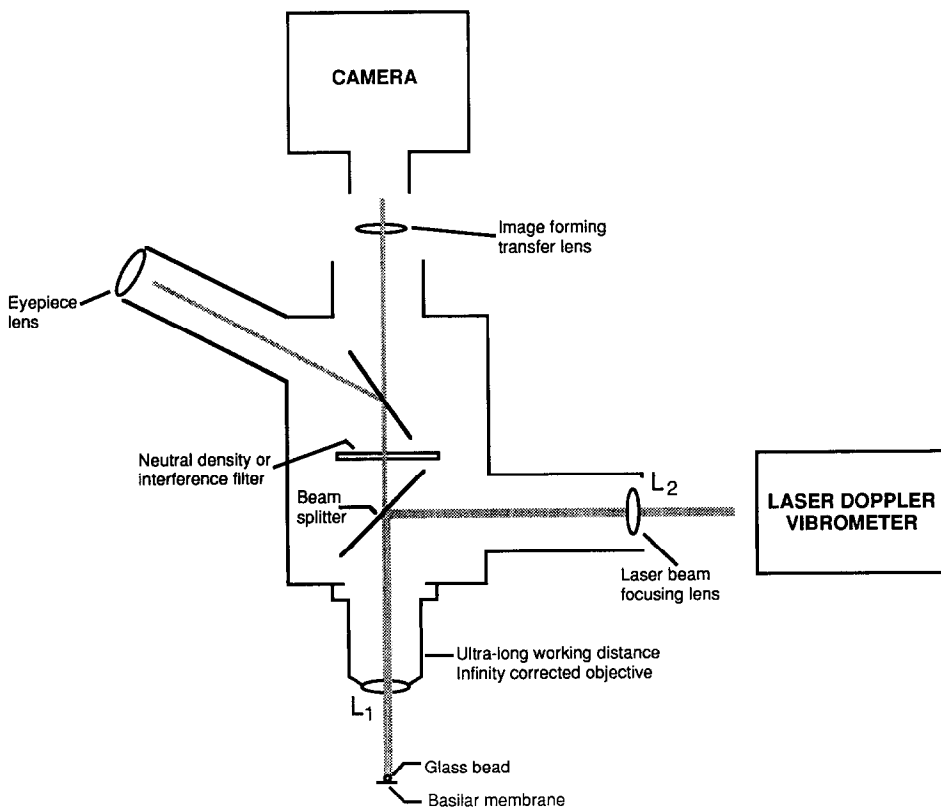 CAMERA
Image forming
transfer lens
Eyepiece
lens
Neutral density or
interference filter
Beam
splitter
L2
LASER DOPPLER
VIBROMETER
Laser beam
focusing lens
Ultra-long working distance
Infinity corrected objective
L1
Glass bead
Basilar membrane